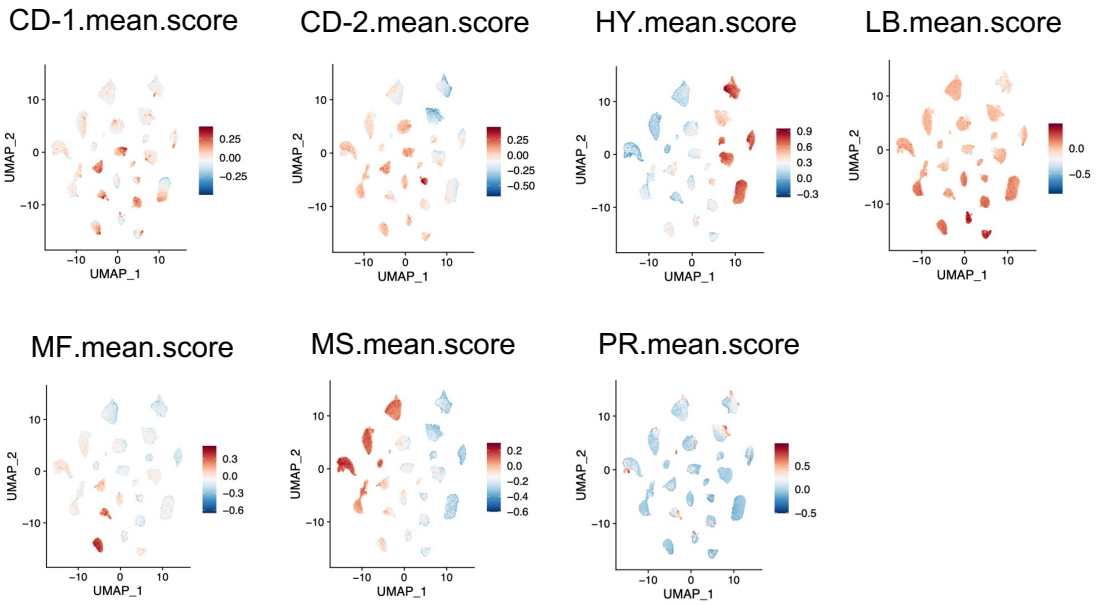 CD-1.mean.score
CD-2.mean.score
HY.mean.score
LB.mean.score
UMAP_2
10
0
−10
−10 0 10
UMAP_1
0.25
0.00
−0.25
UMAP_2
10
0
−10
−10 0 10
UMAP_1
0.25
0.00
−0.25
−0.50
UMAP_2
10
0
−10
−10 0 10
UMAP_1
0.9
0.6
0.3
0.0
−0.3
UMAP_2
10
0
−10
−10 0 10
UMAP_1
0.0
−0.5
MF.mean.score
MS.mean.score
PR.mean.score
UMAP_2
10
0
−10
−10 0 10
UMAP_1
0.3
0.0
−0.3
−0.6
UMAP_2
10
0
−10
−10 0 10
UMAP_1
0.2
0.0
−0.2
−0.4
−0.6
UMAP_2
10
0
−10
−10 0 10
UMAP_1
0.5
0.0
−0.5